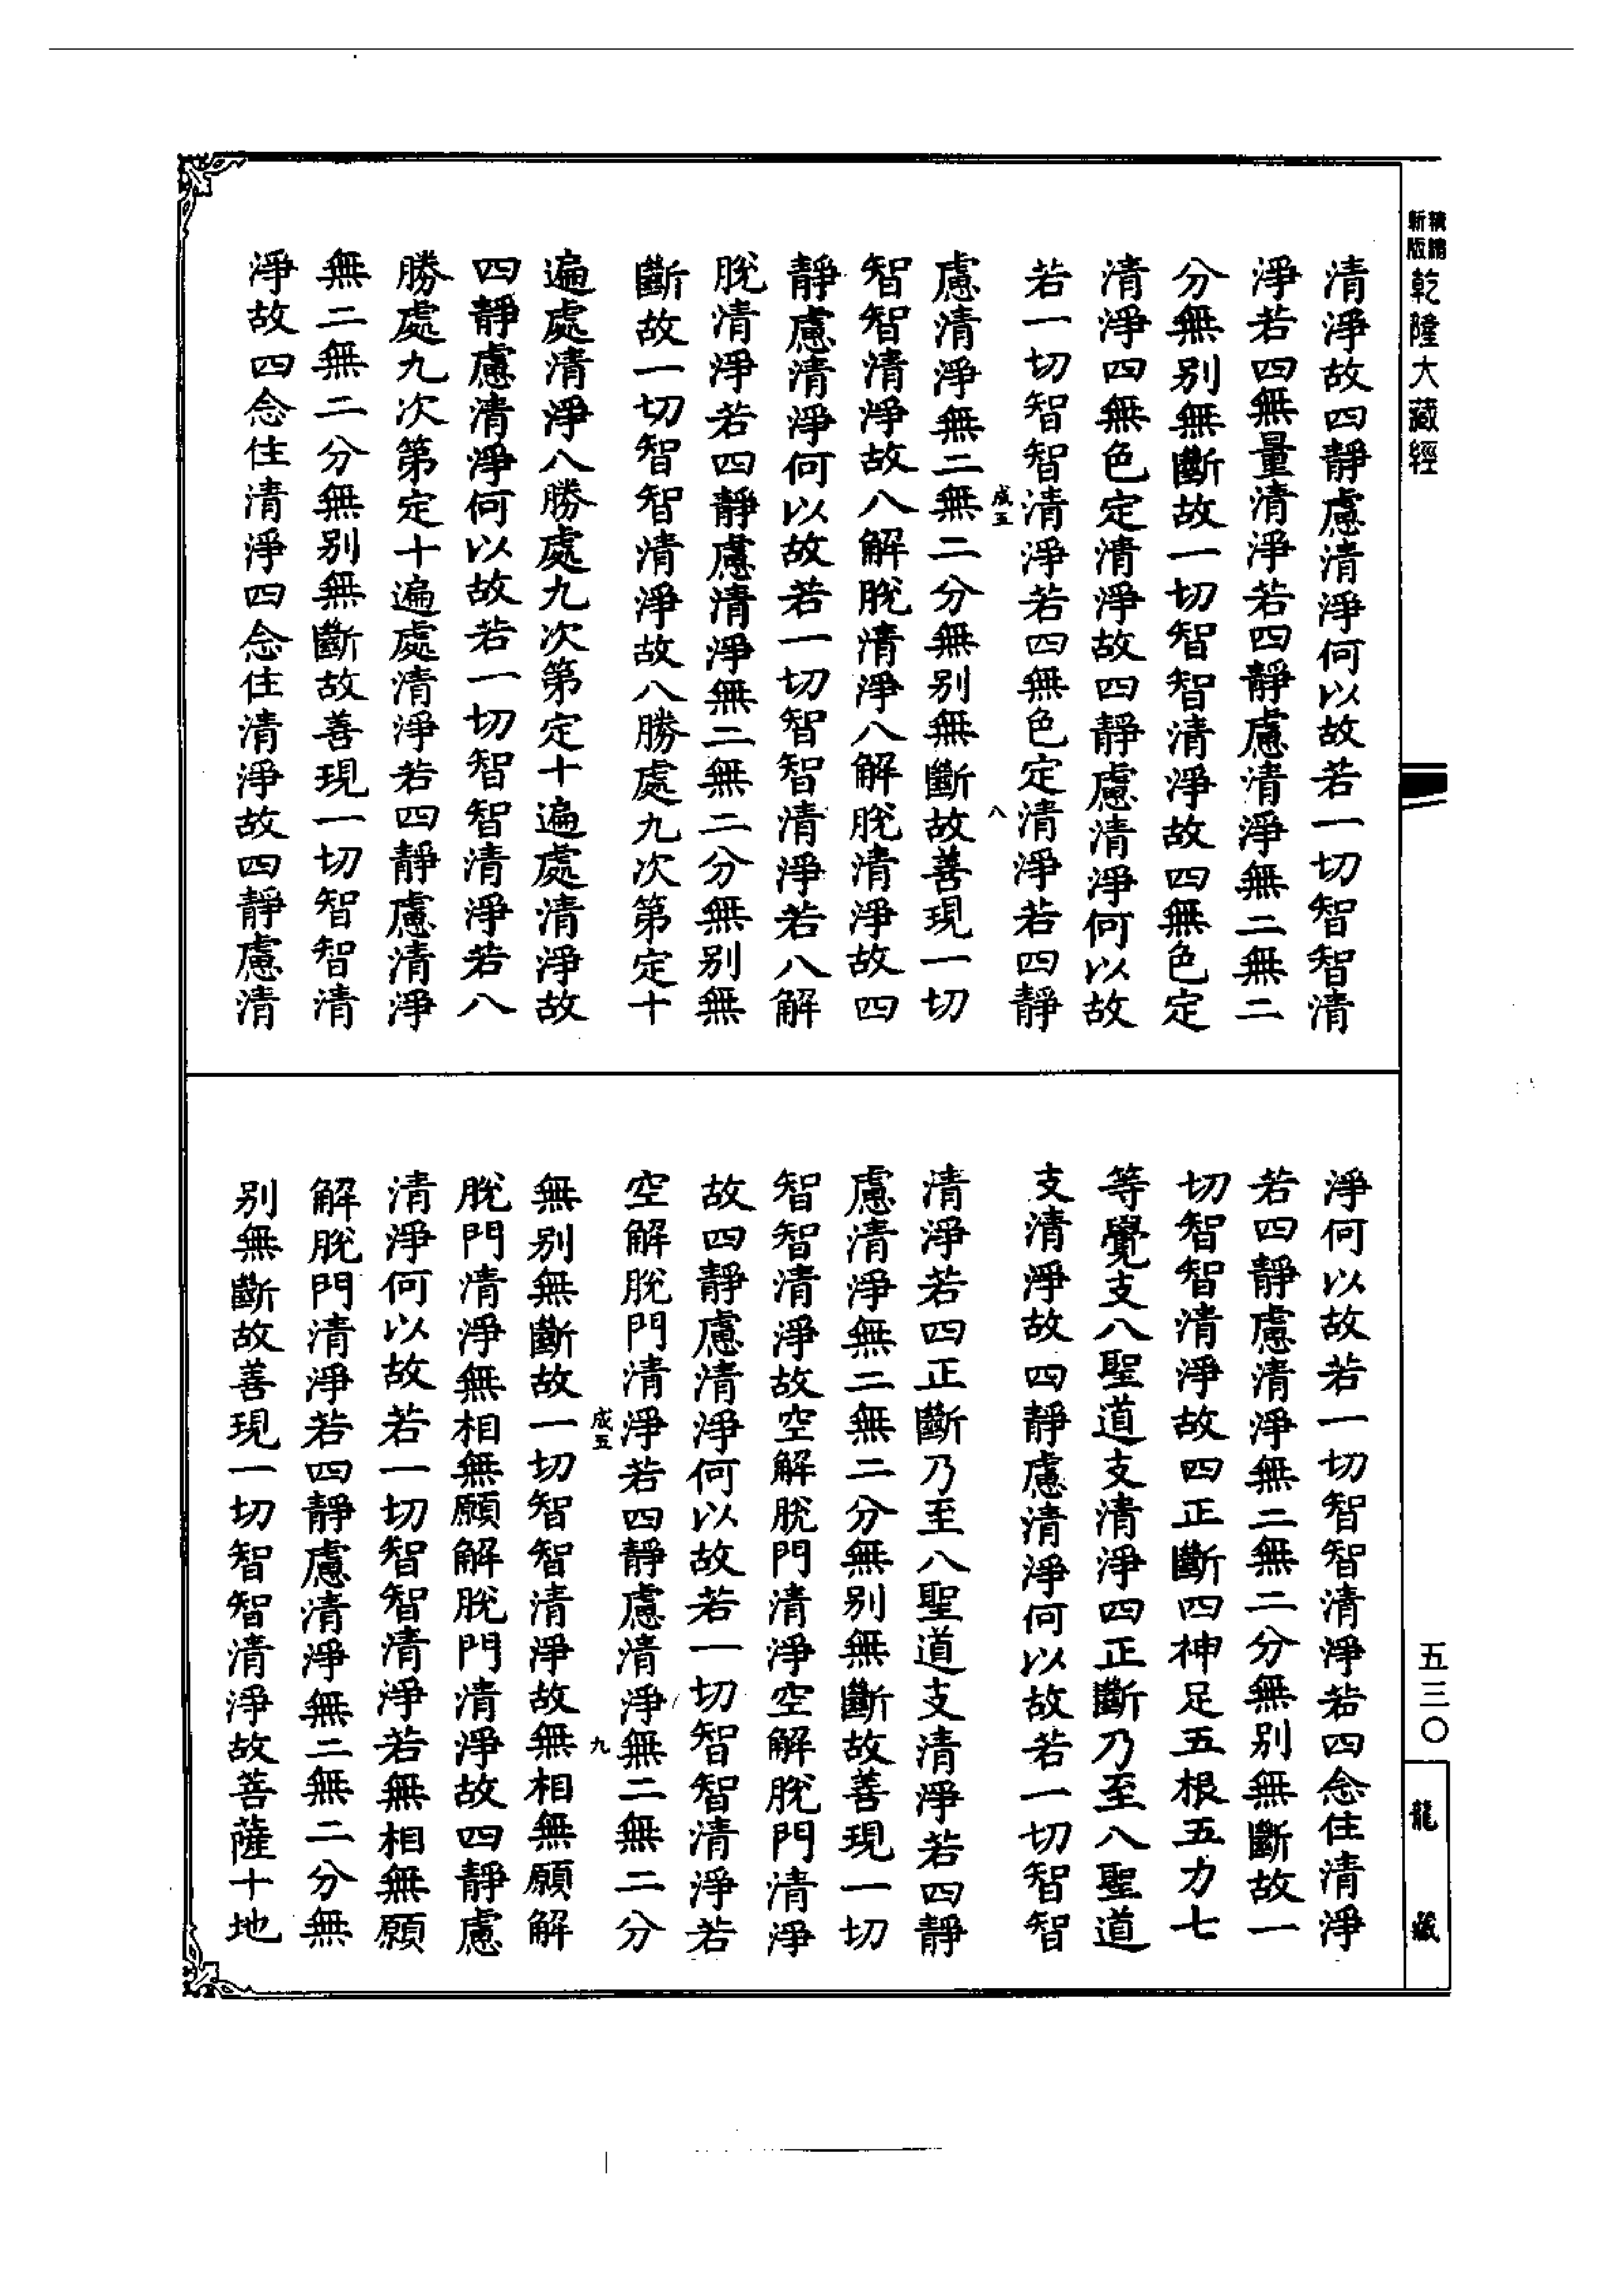 新版精縮乾隆大藏經
清淨故四靜慮清淨何以故若一切智智清
淨若四無量清淨若四靜慮清淨無二無二
分無別無斷故一切智智清淨故四無色定
清淨四無色定清淨故四靜慮清淨何以故
若一切智智清淨若四無色定清淨若四靜
成五 八
慮清淨無二無二分無別無斷故善現一切
智智清淨故八解脫清淨八解脫清淨故四
靜慮清淨何以故若一切智智清淨若八解
脫清淨若四靜慮清淨無二無二分無別無
斷故一切智智智清淨故八勝處九次第定十
遍處清淨八勝處九次第定十遍處清淨故
四靜慮清淨何以故若一切智智清淨若八
勝處九次第定十遍處清淨若四靜慮清淨
無二無二分無別無斷故善現一切智智清
淨故四念住清淨四念住清淨故四靜慮清
淨何以故若一切智智清淨若四念住清淨
若四靜慮清淨無二無二分無別無斷故一
切智智清淨故四正斷四神足五根五力七
等覺支八聖道支清淨四正斷乃至八聖道
支清淨故四靜慮清淨何以故若一切智智
清淨若四正斷乃至八聖道支清淨若四靜
慮清淨無二無二分無別無斷故善現一切
智智清淨故空解脫門清淨空解脫門清淨
故四靜慮清淨何以故若一切智智清淨若
空解脫門清淨若四靜慮清淨無二無二分
成五 九
無別無斷故一切智智清淨故無相無願解
脫門清淨無相無願解脫門清淨故四靜慮
清淨何以故若一切智智清淨若無相無願
解脫門清淨若四靜慮清淨無二無二分無
別無斷故善現一切智智清淨故菩薩十地
五三〇
龍藏